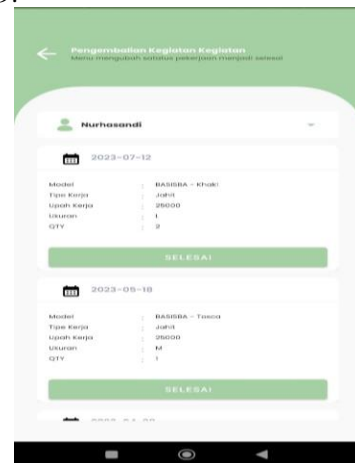 Pengembalian Kegiatan Kegiatan
Menu mengubah satatus pekerjaan menjadi selesai
Nurhasandi
2023-07-12
Model : BASISBA - Khaki
Tipe Kerja : Jahit
Upah Kerja : 25000
Ukuran : L
QTY : 2
SELESAI
2023-05-18
Model : BASISBA - Tosca
Tipe Kerja : Jahit
Upah Kerja : 25000
Ukuran : M
QTY : 1
SELESAI